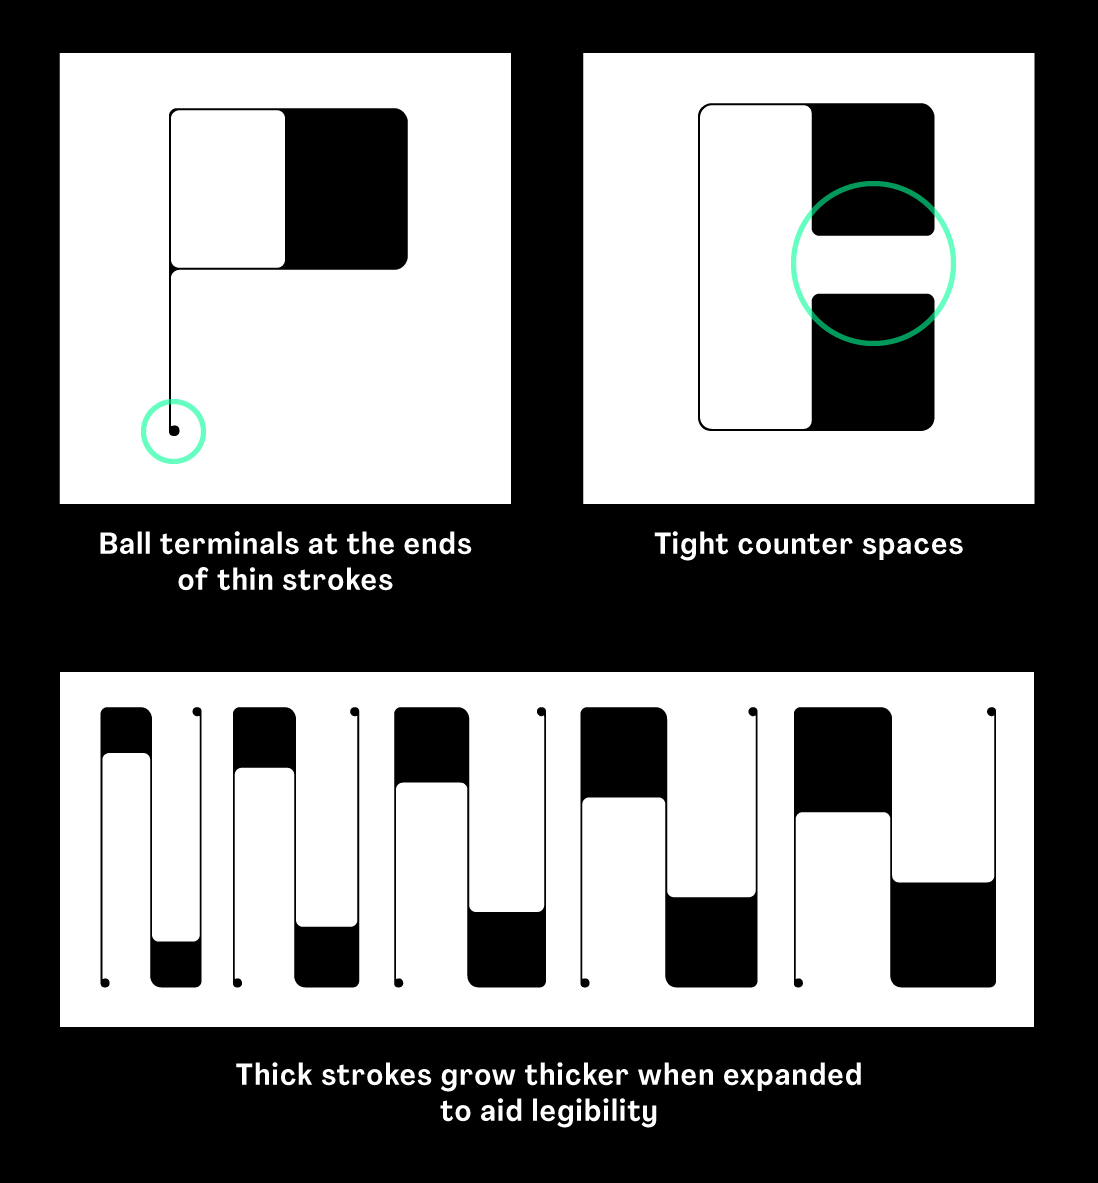 P
C
Ball terminals at the ends
of thin strokes
Tight counter spaces
N N N N N
Thick strokes grow thicker when expanded
to aid legibility